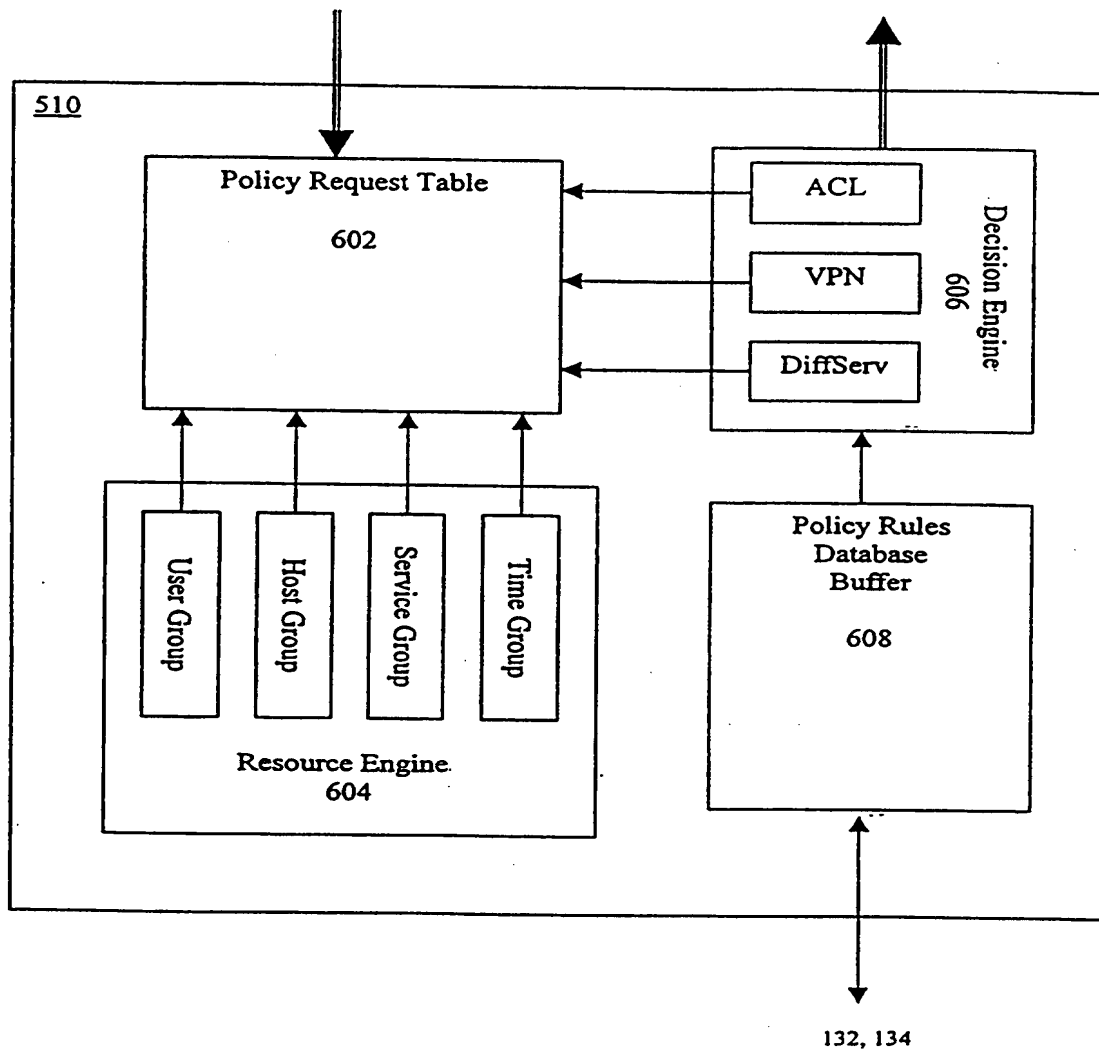 510
Policy Request Table
602
ACL
VPN
DiffServ
Decision Engine
606
User Group
Host Group
Service Group
Time Group
Resource Engine
604
Policy Rules
Database
Buffer
608
132, 134